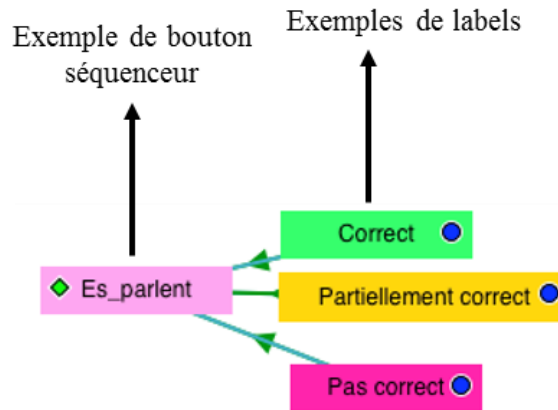 Exemple de bouton
séquenceur
Exemples de labels
Correct
Es_parlent
Partiellement correct
Pas correct